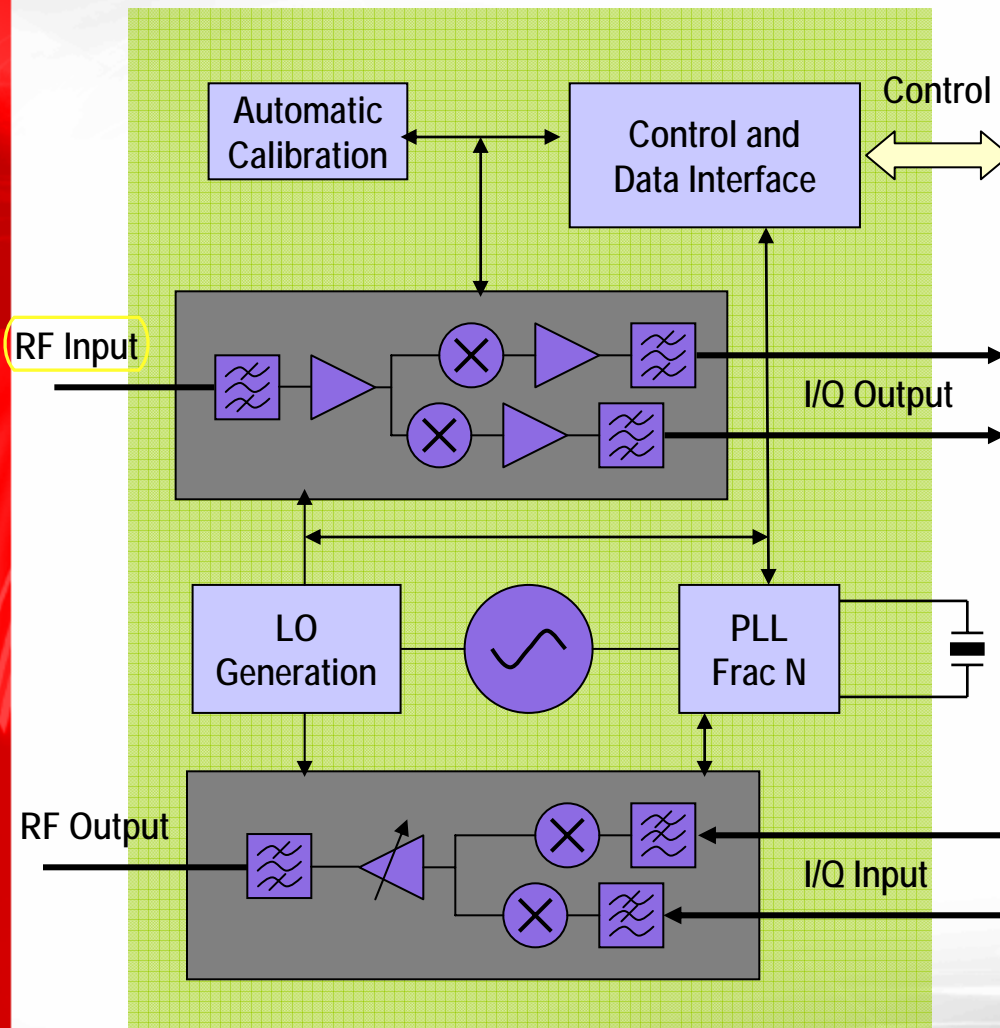 Control
Automatic
Calibration
Control and
Data Interface
RF Input
I/Q Output
LO
Generation
PLL
Frac N
RF Output
I/Q Input